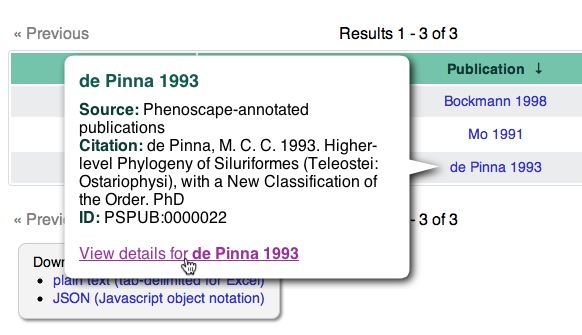 « Previous
Results 1 - 3 of 3
Publication ↓
Bockmann 1998
Mo 1991
de Pinna 1993
de Pinna 1993
Source: Phenoscape-annotated
publications
Citation: de Pinna, M. C. C. 1993. Higher-
level Phylogeny of Siluriformes (Teleostei:
Ostariophysi), with a New Classification of
the Order. PhD
ID: PSPUB:0000022
View details for de Pinna 1993
« Previ
- 3 of 3
Dow
• plain text (tab-delimited for Excel)
• JSON (Javascript object notation)